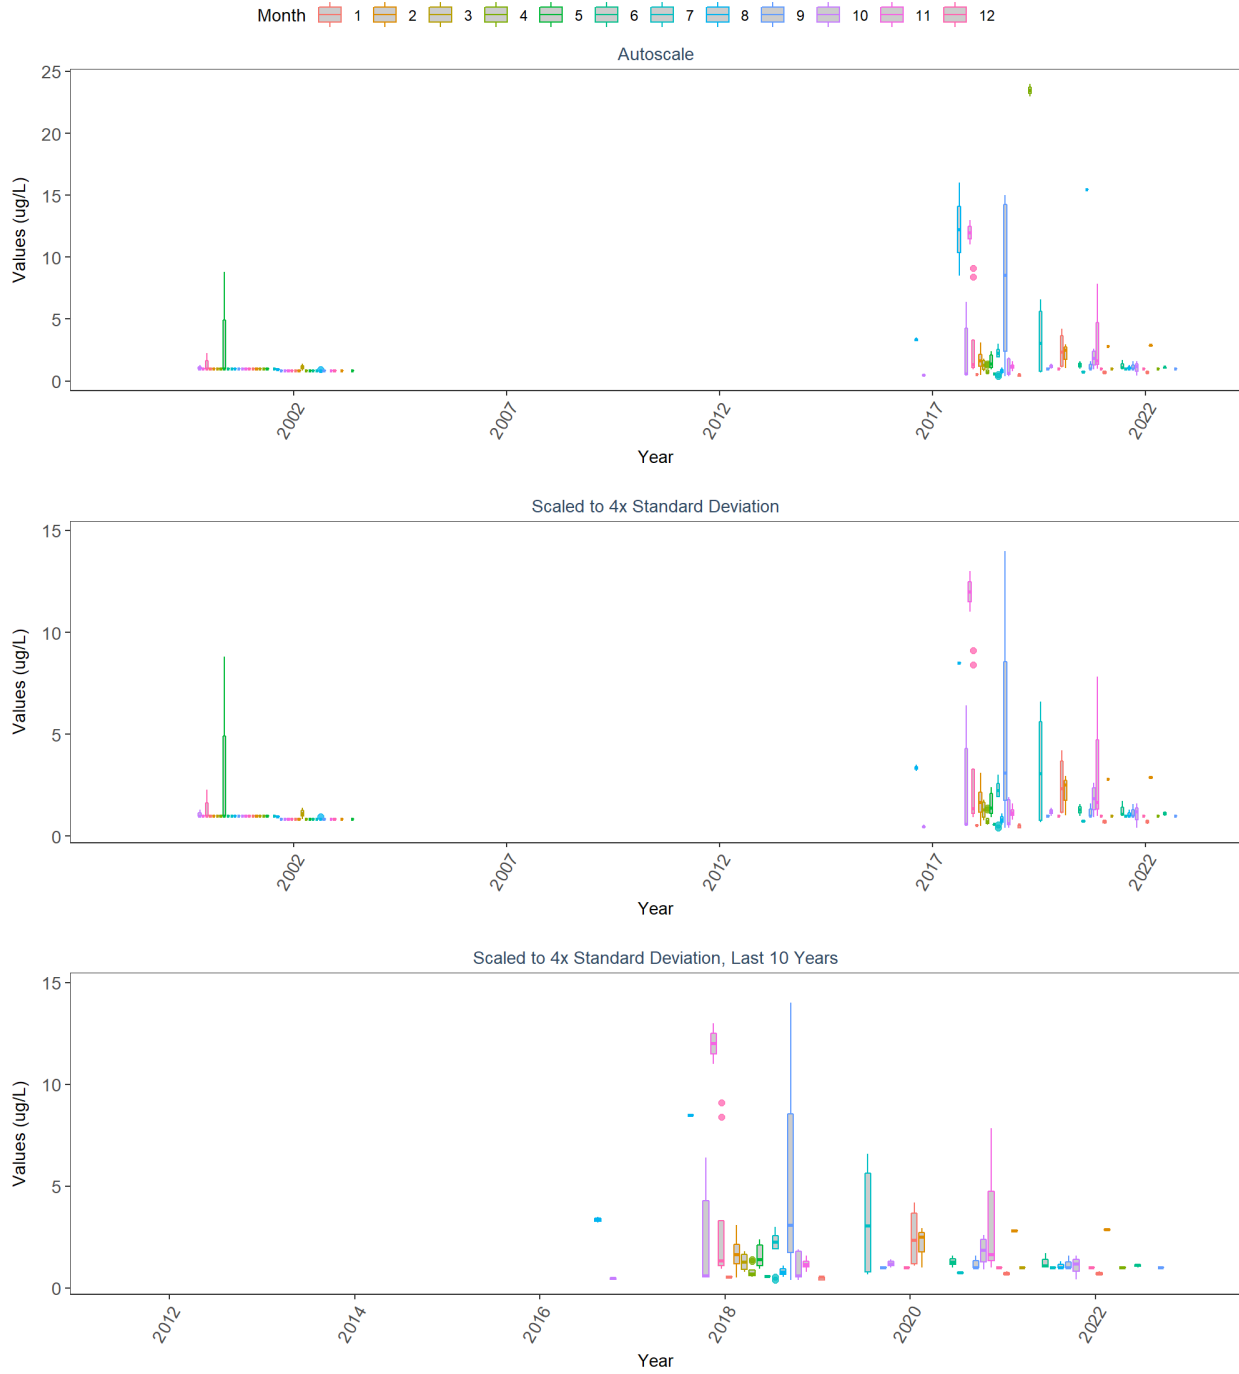 Month 1 2 3 4 5 6 7 8 9 10 11 12
Autoscale
Values (ug/L)
25
20
15
10
5
0
2002 2007 2012 2017 2022
Year
Scaled to 4x Standard Deviation
Values (ug/L)
15
10
5
0
2002 2007 2012 2017 2022
Year
Scaled to 4x Standard Deviation, Last 10 Years
Values (ug/L)
15
10
5
0
2012 2014 2016 2018 2020 2022
Year